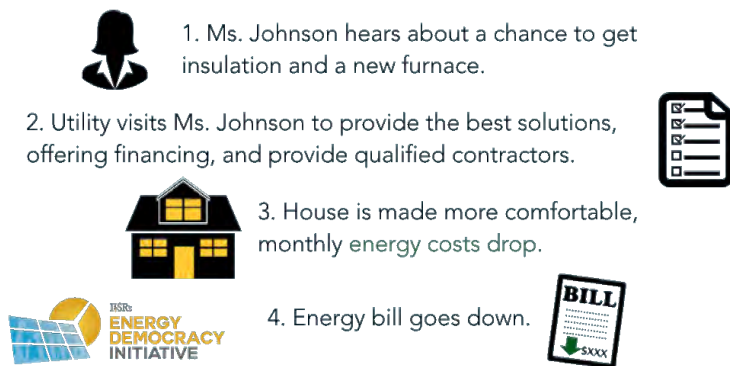 1. Ms. Johnson hears about a chance to get
insulation and a new furnace.
2. Utility visits Ms. Johnson to provide the best solutions,
offering financing, and provide qualified contractors.
3. House is made more comfortable,
monthly energy costs drop.
4. Energy bill goes down.
BILL
$XXX
ILSR's
ENERGY
DEMOCRACY
INITIATIVE